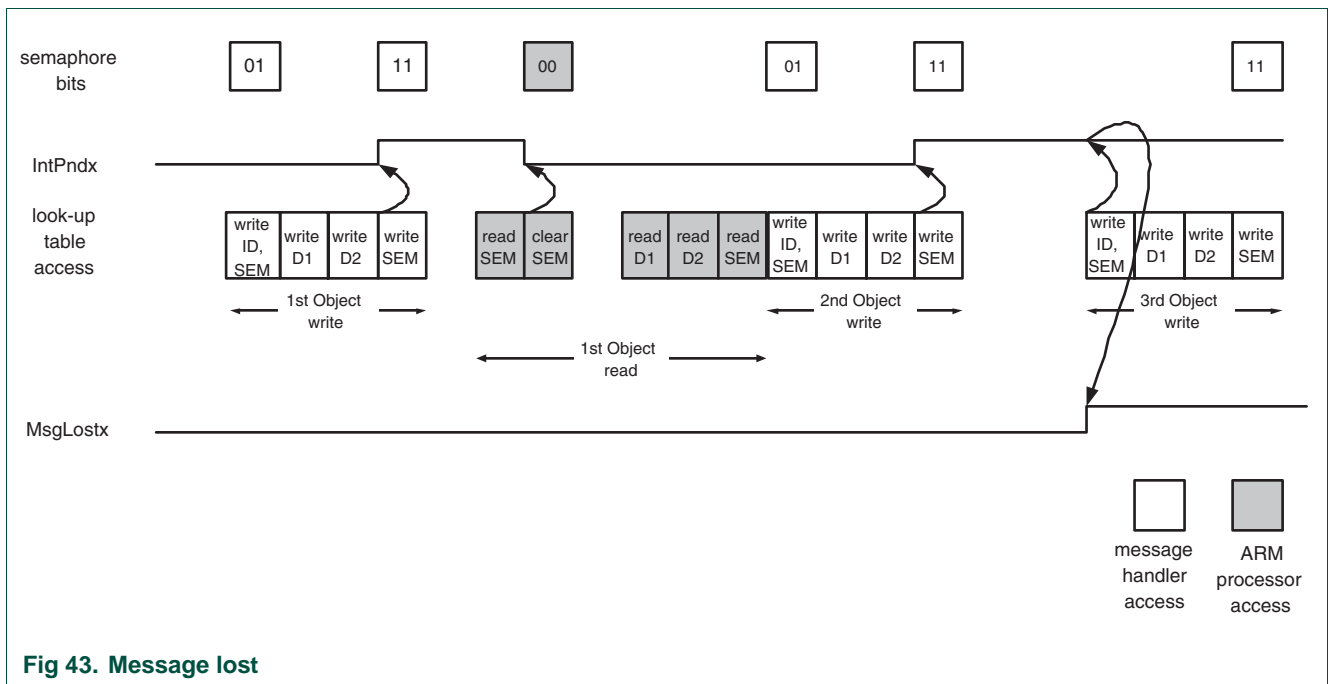 semaphore
bits
01
11
00
01
11
11
IntPndx
look-up
table
access
write
ID,
SEM
write
D1
write
D2
write
SEM
read
SEM
clear
SEM
read
D1
read
D2
read
SEM
write
ID,
SEM
write
D1
write
D2
write
SEM
write
ID,
SEM
write
D1
write
D2
write
SEM
1st Object
write
2nd Object
write
3rd Object
write
1st Object
read
MsgLostx
message
handler
access
ARM
processor
access
Fig 43. Message lost